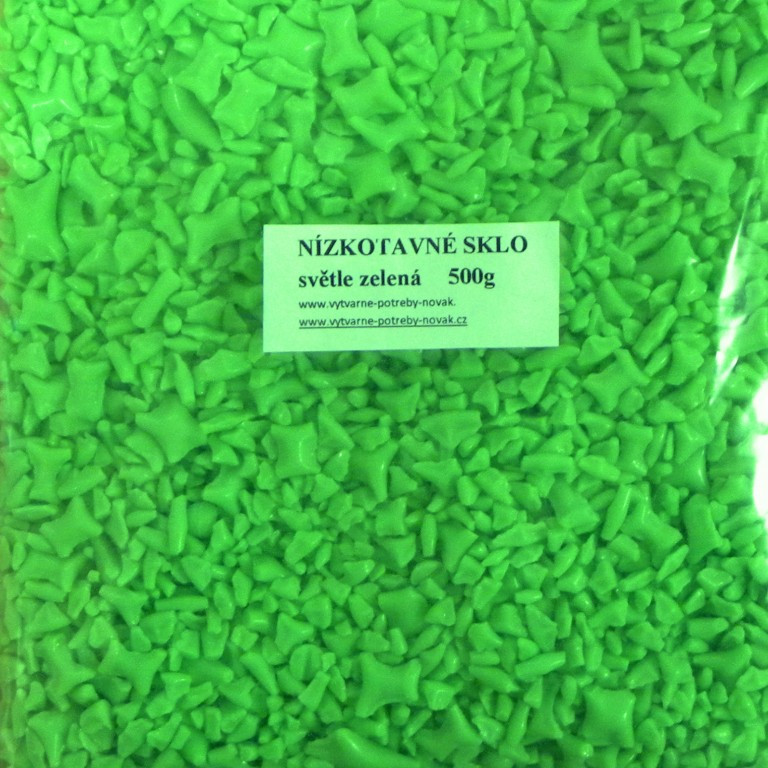 NÍZKOTAVNÉ SKLO
světle zelená 500g
www.vytvarne-potreby-novak.
www.vytvarne-potreby-novak.cz